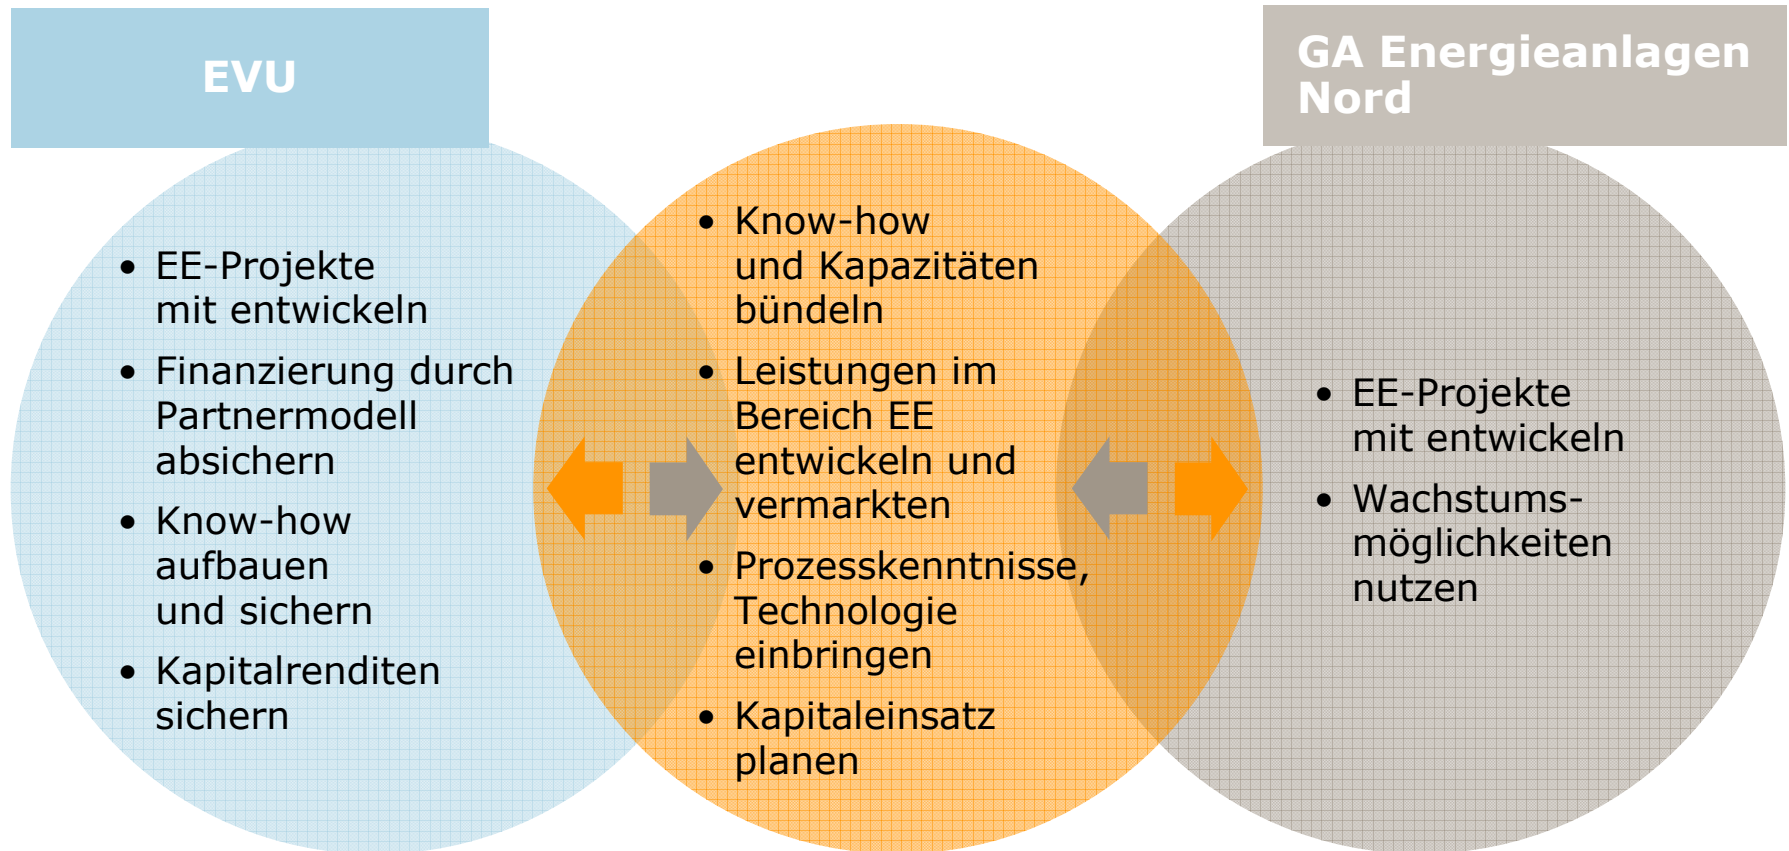 EVU
GA Energieanlagen
Nord
• EE-Projekte
mit entwickeln
• Finanzierung durch
Partnermodell
absichern
• Know-how
aufbauen
und sichern
• Kapitalrenditen
sichern
• Know-how
und Kapazitäten
bündeln
• Leistungen im
Bereich EE
entwickeln und
vermarkten
• Prozesskenntnisse,
Technologie
einbringen
• Kapitaleinsatz
planen
• EE-Projekte
mit entwickeln
• Wachstums-
möglichkeiten
nutzen